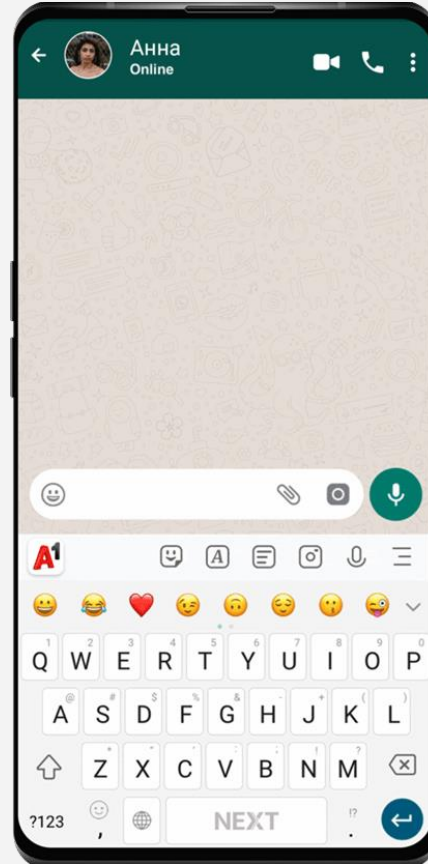 Анна
Online
A1
1 2 3 4 5 6 7 8 9 0
Q W E R T Y U I O P
@ # $ % & - + ( )
A S D F G H J K L
* " ' : ; ! ?
Z X C V B N M
!?
?123 , NEXT .